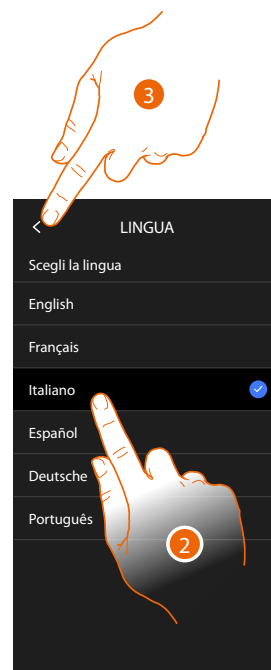 3
LINGUA
Scegli la lingua
English
Français
Italiano
Español
Deutsche
Português
2